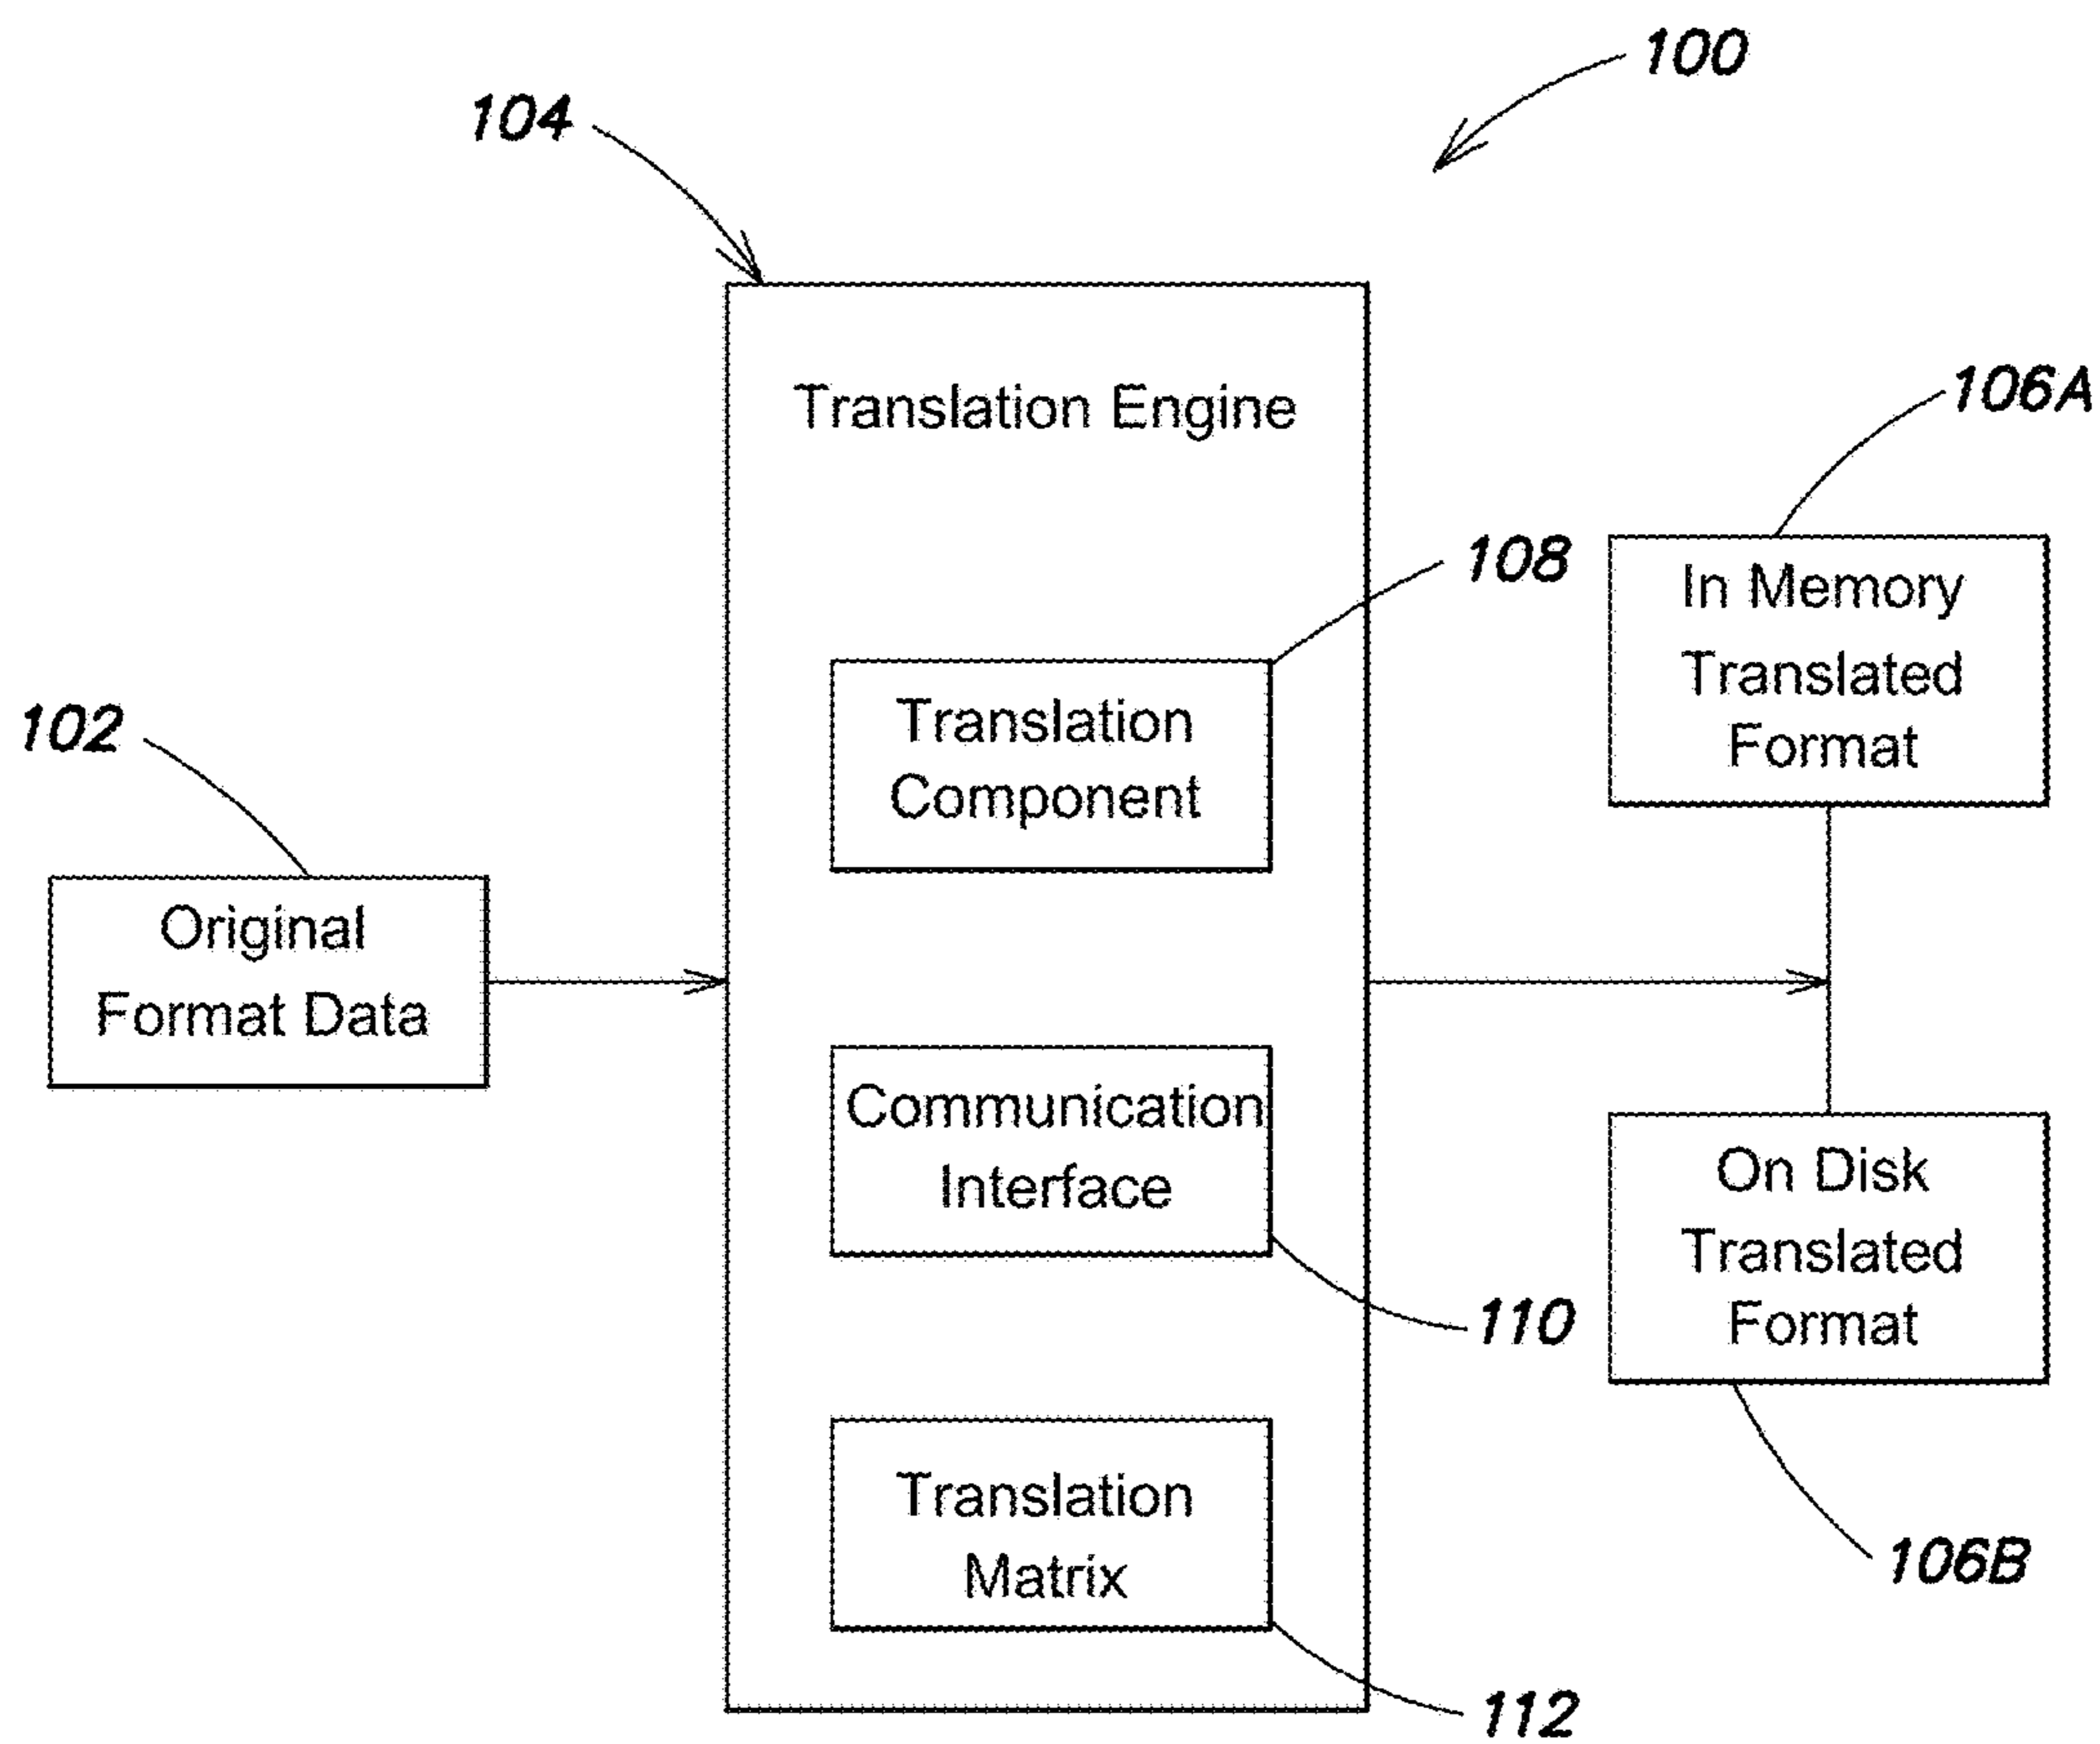 100
104
Translation Engine
106A
In Memory
Translated
Format
108
Translation
Component
102
Original
Format Data
Communication
Interface
110
On Disk
Translated
Format
106B
Translation
Matrix
112